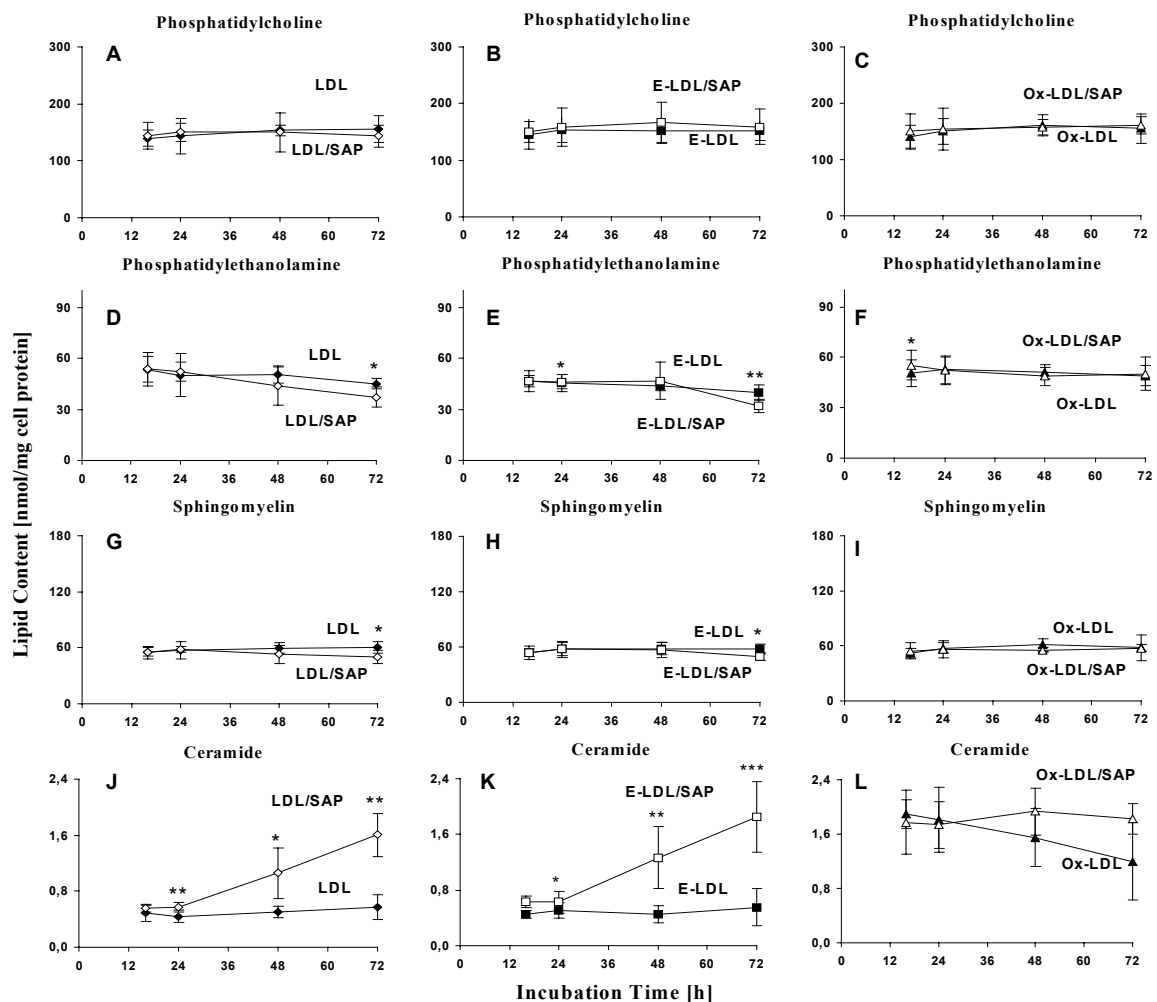 Phosphatidylcholine
Phosphatidylcholine
Phosphatidylcholine
300
200
100
0
A
LDL
LDL/SAP
0 12 24 36 48 60 72
300
200
100
0
B
E-LDL/SAP
E-LDL
0 12 24 36 48 60 72
300
200
100
0
C
Ox-LDL/SAP
Ox-LDL
0 12 24 36 48 60 72
Phosphatidylethanolamine
Phosphatidylethanolamine
Phosphatidylethanolamine
90
60
30
0
D
LDL
*
LDL/SAP
0 12 24 36 48 60 72
90
60
30
0
E
*
E-LDL
**
E-LDL/SAP
0 12 24 36 48 60 72
90
60
30
0
F
*
Ox-LDL/SAP
Ox-LDL
0 12 24 36 48 60 72
Lipid Content [nmol/mg cell protein]
Sphingomyelin
Sphingomyelin
Sphingomyelin
180
120
60
0
G
LDL
*
LDL/SAP
0 12 24 36 48 60 72
180
120
60
0
H
E-LDL
*
E-LDL/SAP
0 12 24 36 48 60 72
180
120
60
0
I
Ox-LDL
Ox-LDL/SAP
0 12 24 36 48 60 72
Ceramide
Ceramide
Ceramide
2,4
1,6
0,8
0,0
J
LDL/SAP
**
*
**
LDL
0 12 24 36 48 60 72
2,4
1,6
0,8
0,0
K
***
E-LDL/SAP
**
*
E-LDL
0 12 24 36 48 60 72
2,4
1,6
0,8
0,0
L
Ox-LDL/SAP
Ox-LDL
0 12 24 36 48 60 72
Incubation Time [h]